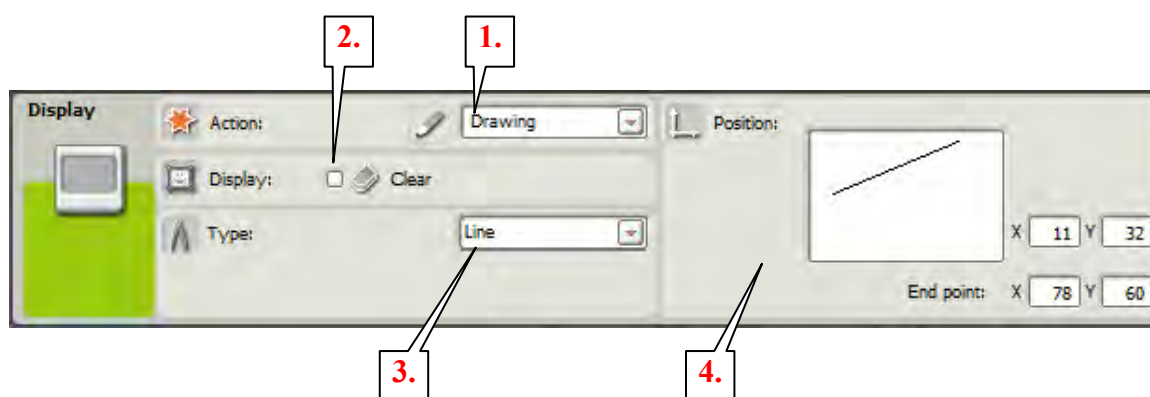 2. 1.
Display Action: Drawing Position:
Display: Clear
Type: Line X 11 Y 32
End point: X 78 Y 60
3. 4.